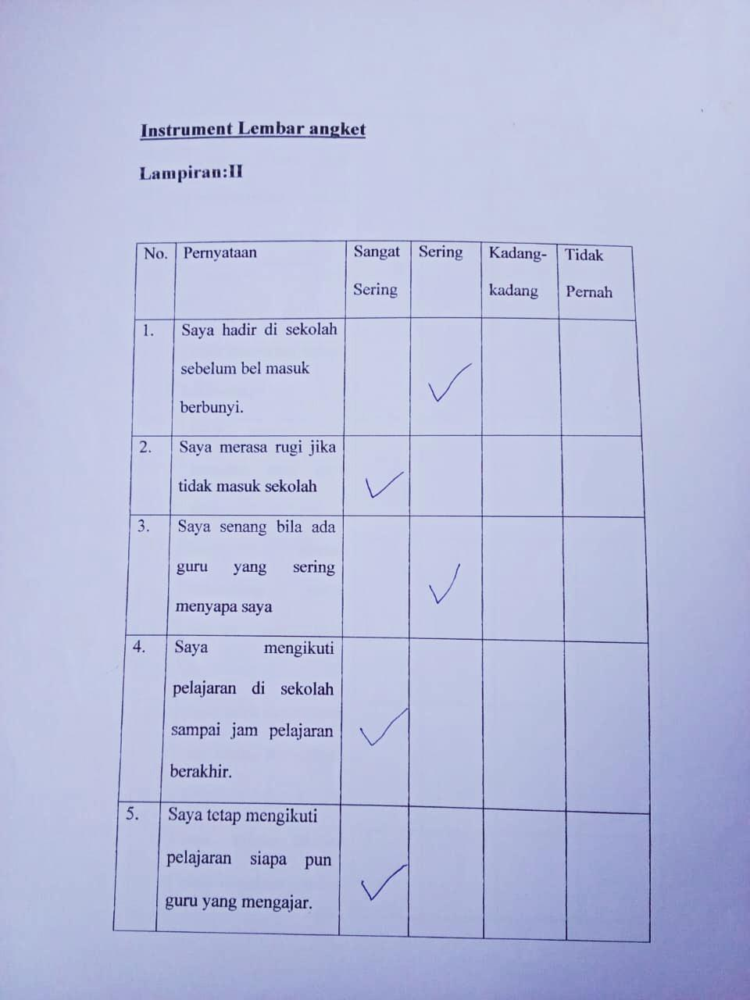 Instrument Lembar angket
Lampiran:II
No. Pernyataan Sangat Sering Sering Kadang-kadang Tidak Pernah
1. Saya hadir di sekolah
sebelum bel masuk
berbunyi.
2. Saya merasa rugi jika
tidak masuk sekolah
3. Saya senang bila ada
guru yang sering
menyapa saya
4. Saya mengikuti
pelajaran di sekolah
sampai jam pelajaran
berakhir.
5. Saya tetap mengikuti
pelajaran siapa pun
guru yang mengajar.